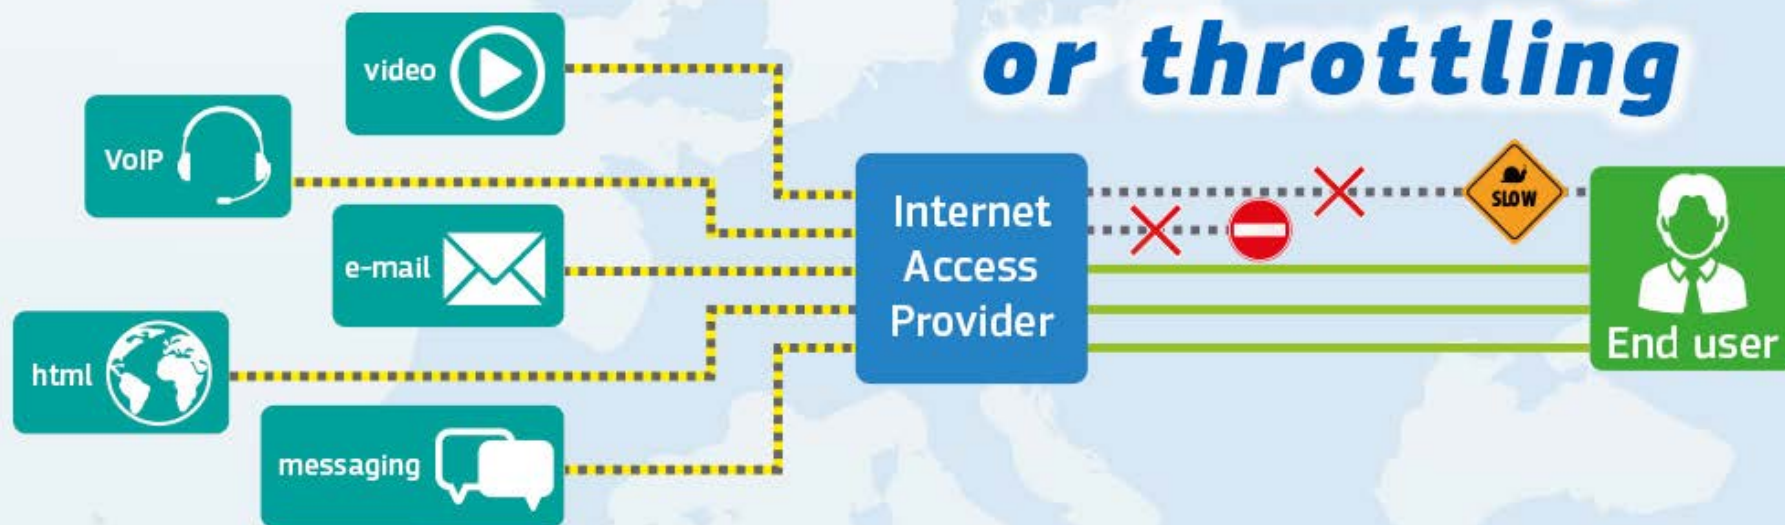 or throttling
video
VoIP
e-mail
html
messaging
Internet
Access
Provider
SLOW
End user